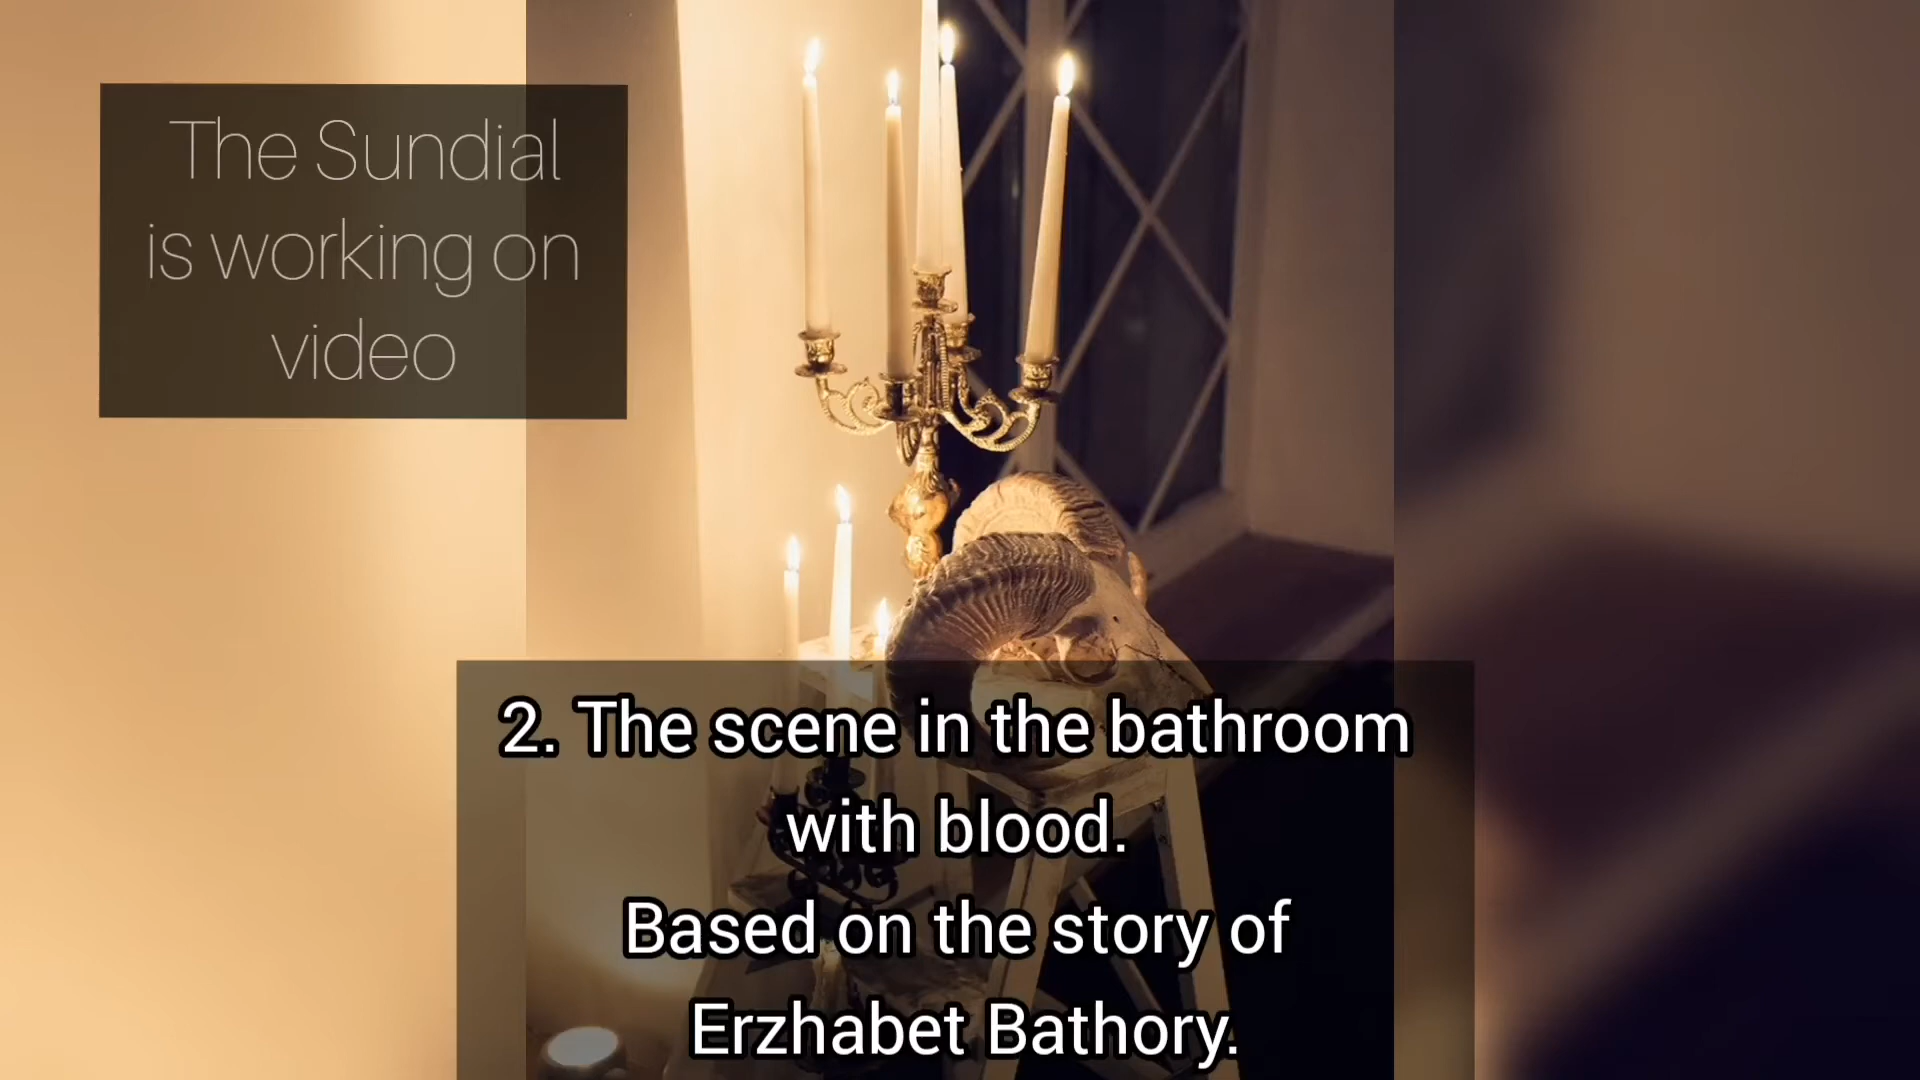 The Sundial
is working on
video
2. The scene in the bathroom
with blood.
Based on the story of
Erzhabet Bathory.